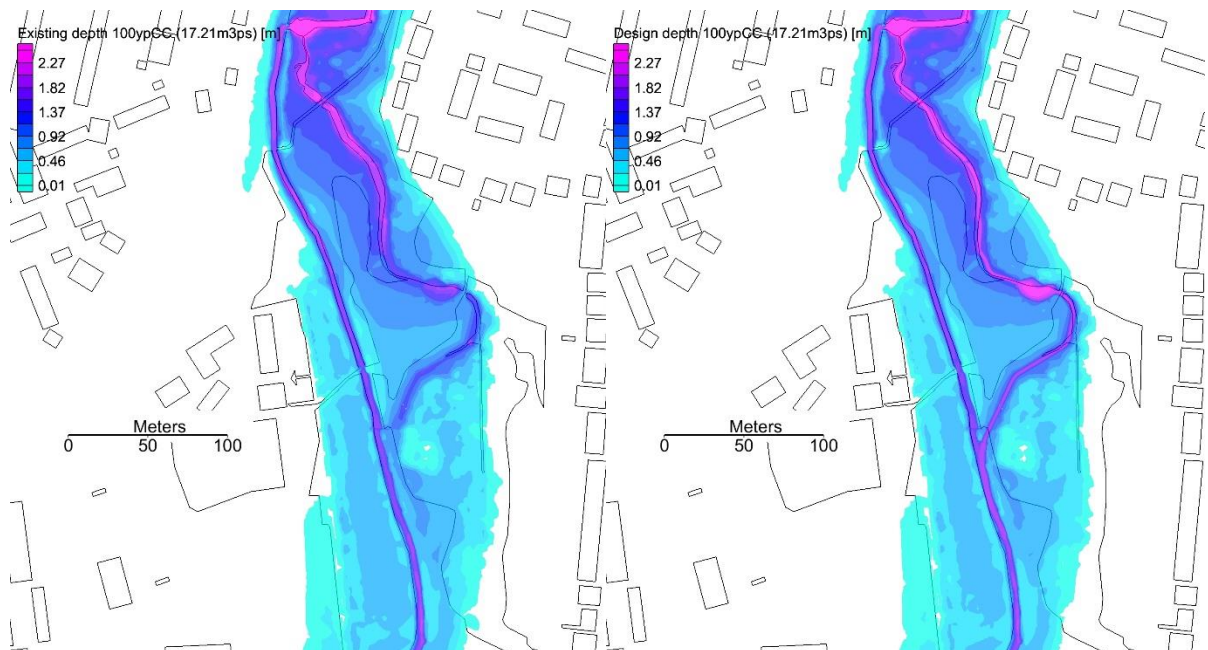 Existing depth 100ypCC (17.21m3ps) [m]
2.27
1.82
1.37
0.92
0.46
0.01
Meters
0 50 100
Design depth 100ypCC (17.21m3ps) [m]
2.27
1.82
1.37
0.92
0.46
0.01
Meters
0 50 100